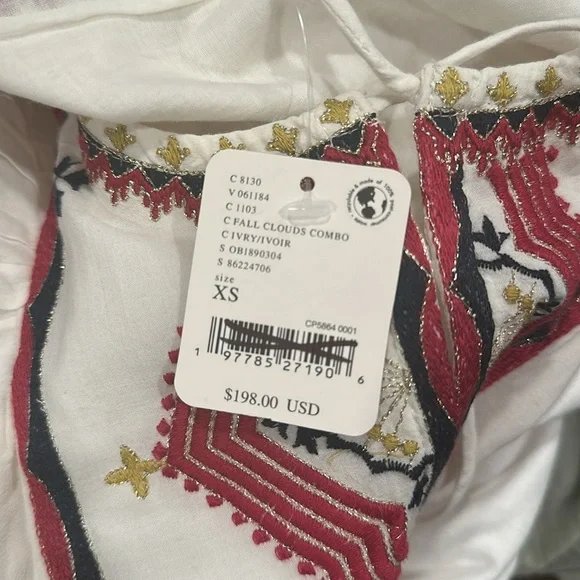 C 8130
V 061184
C 1103
C FALL CLOUDS COMBO
C IVRY/IVOIR
S OB1890304
S 86224706
size
XS
CP5864 0001
1 97785 27190 6
$198.00 USD